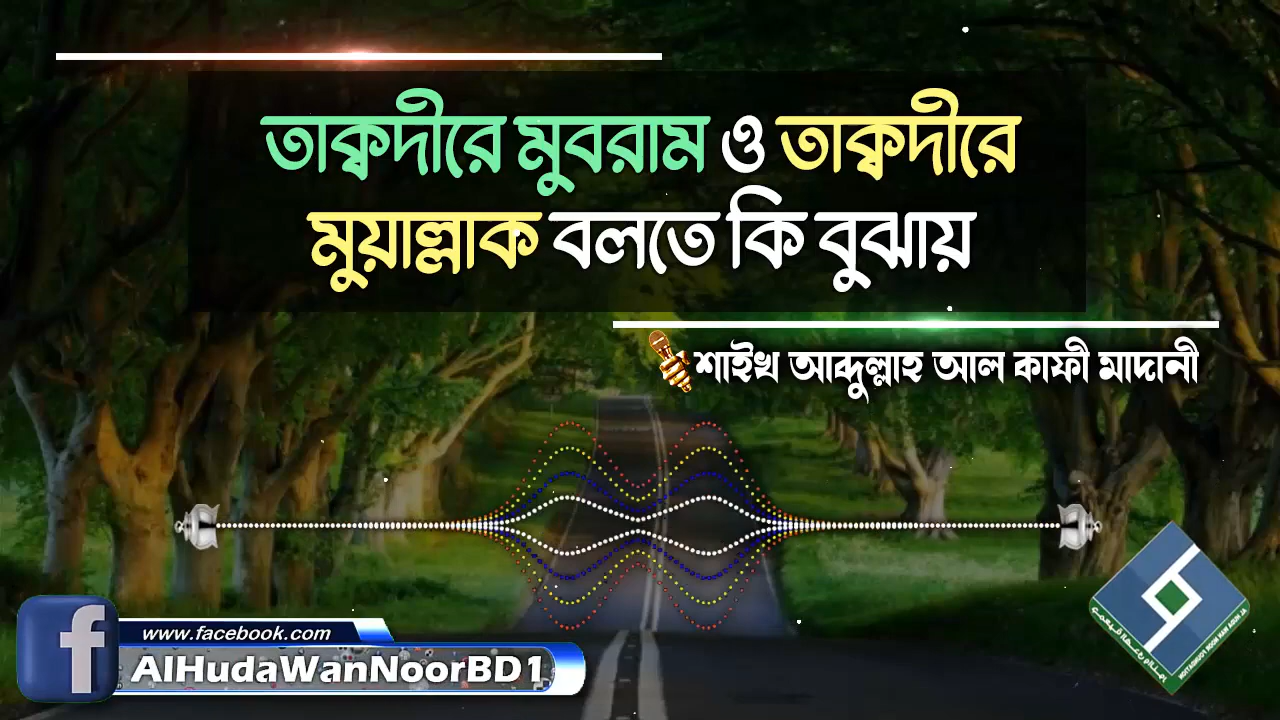 তাক্বদীরে মুবরাম ও তাক্বদীরে
মুয়াল্লাক বলতে কি বুঝায়
শাইখ আব্দুল্লাহ আল কাফী মাদানী
www.facebook.com
AlHudaWanNoorBD1